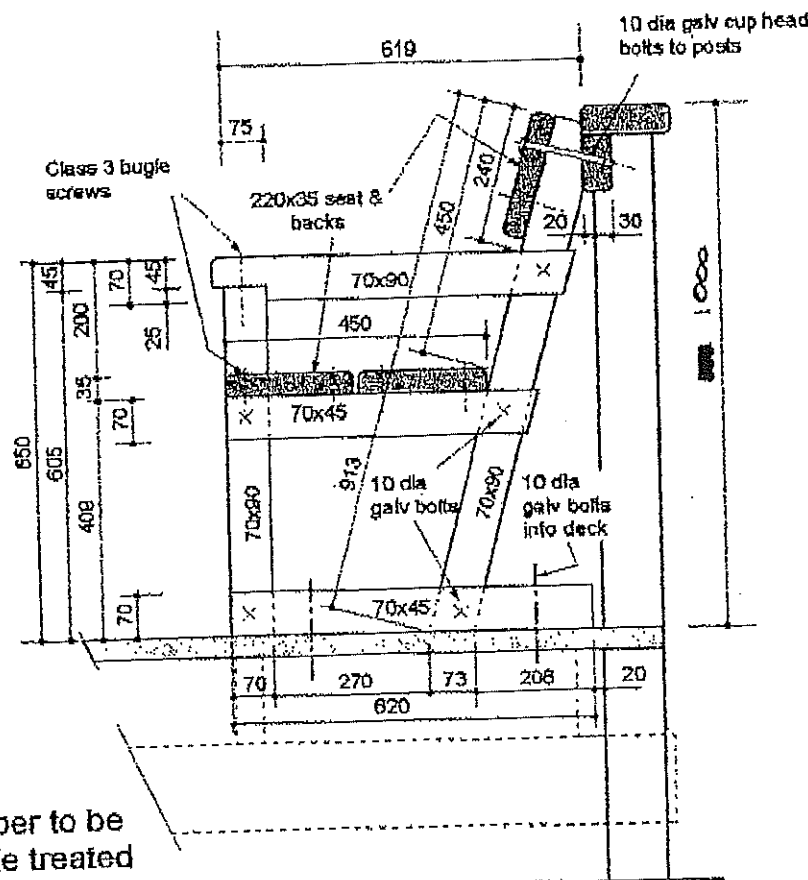 10 dia galv cup head
bolts to posts
619
75
Class 3 bugle
screws
220x35 seat &
backs
240
450
20
30
45
70
45
70x90
200
25
450
1000
35
70
70x45
650
605
409
913
10 dia
galv bolts
70x90
70x90
10 dia
galv bolts
into deck
70
70x45
70
270
73
208
20
620
per to be
e treated